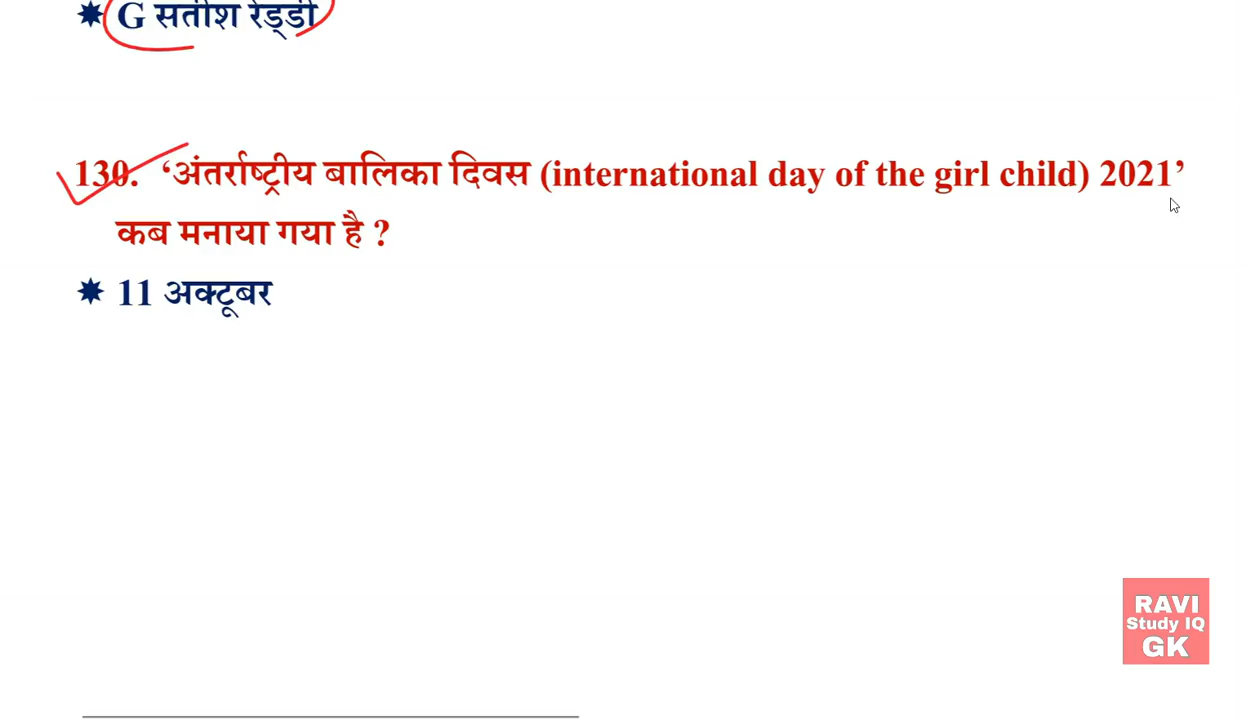 ✷ G सतीश रेड्डी
130. ‘अंतर्राष्ट्रीय बालिका दिवस (international day of the girl child) 2021’
कब मनाया गया है ?
✷ 11 अक्टूबर
RAVI
Study IQ
GK